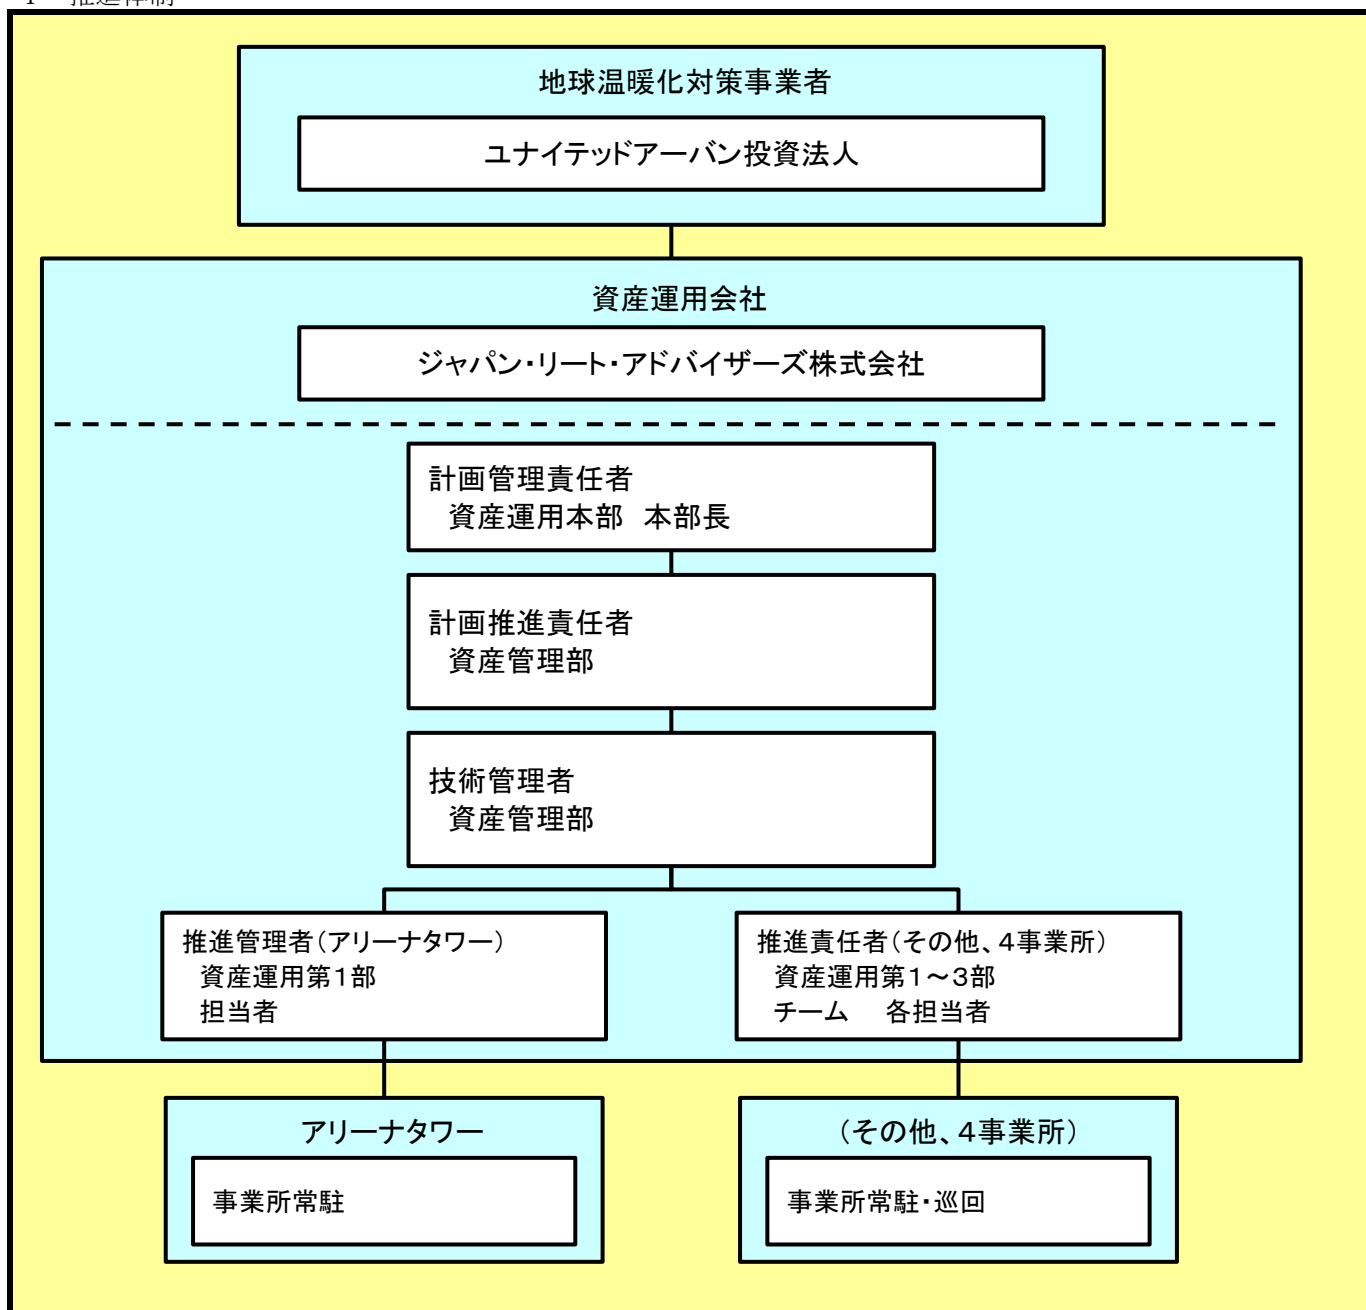 推進体制
地球温暖化対策事業者
ユナイテッドアーバン投資法人
資産運用会社
ジャパン・リート・アドバイザーズ株式会社
計画管理責任者
資産運用本部　本部長
計画推進責任者
資産管理部
技術管理者
資産管理部
推進管理者（アリーナタワー）
資産運用第１部
担当者
推進責任者（その他、４事業所）
資産運用第１～３部
チーム　各担当者
アリーナタワー
事業所常駐
（その他、４事業所）
事業所常駐・巡回